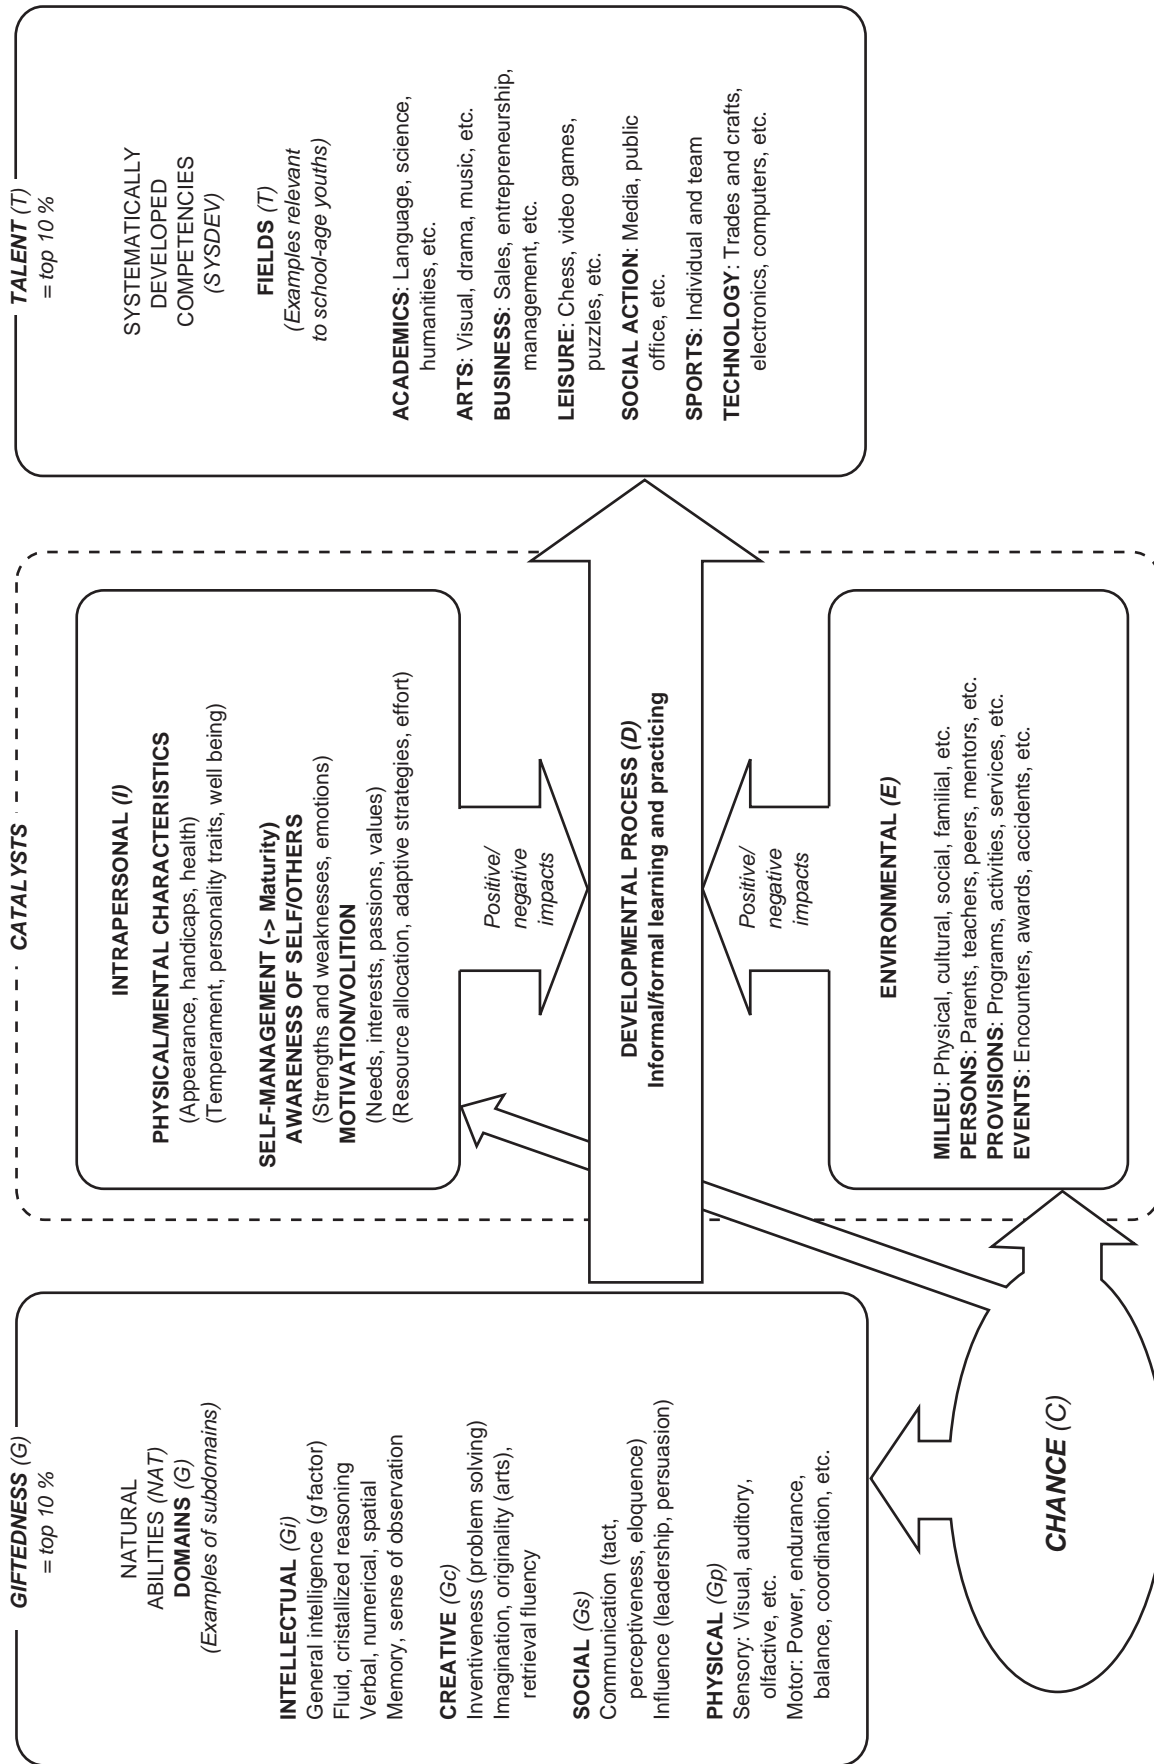 GIFTEDNESS (G)
= top 10 %
NATURAL
ABILITIES (NAT)
DOMAINS (G)
(Examples of subdomains)
INTELLECTUAL (Gi)
General intelligence (g factor)
Fluid, cristallized reasoning
Verbal, numerical, spatial
Memory, sense of observation
CREATIVE (Gc)
Inventiveness (problem solving)
Imagination, originality (arts),
retrieval fluency
SOCIAL (Gs)
Communication (tact,
perceptiveness, eloquence)
Influence (leadership, persuasion)
PHYSICAL (Gp)
Sensory: Visual, auditory,
olfactive, etc.
Motor: Power, endurance,
balance, coordination, etc.
CHANCE (C)
CATALYSTS
INTRAPERSONAL (I)
PHYSICAL/MENTAL CHARACTERISTICS
(Appearance, handicaps, health)
(Temperament, personality traits, well being)
SELF-MANAGEMENT (-> Maturity)
AWARENESS OF SELF/OTHERS
(Strengths and weaknesses, emotions)
MOTIVATION/VOLITION
(Needs, interests, passions, values)
(Resource allocation, adaptive strategies, effort)
Positive/
negative
impacts
DEVELOPMENTAL PROCESS (D)
Informal/formal learning and practicing
Positive/
negative
impacts
ENVIRONMENTAL (E)
MILIEU: Physical, cultural, social, familial, etc.
PERSONS: Parents, teachers, peers, mentors, etc.
PROVISIONS: Programs, activities, services, etc.
EVENTS: Encounters, awards, accidents, etc.
TALENT (T)
= top 10 %
SYSTEMATICALLY
DEVELOPED
COMPETENCIES
(SYSDEV)
FIELDS (T)
(Examples relevant
to school-age youths)
ACADEMICS: Language, science,
humanities, etc.
ARTS: Visual, drama, music, etc.
BUSINESS: Sales, entrepreneurship,
management, etc.
LEISURE: Chess, video games,
puzzles, etc.
SOCIAL ACTION: Media, public
office, etc.
SPORTS: Individual and team
TECHNOLOGY: Trades and crafts,
electronics, computers, etc.